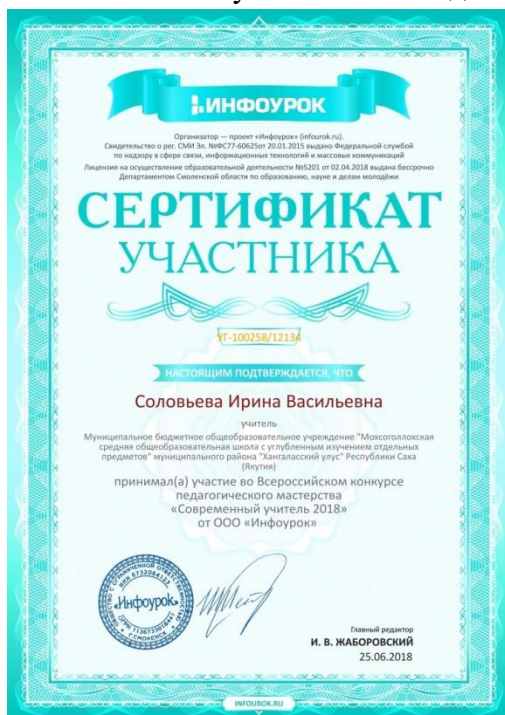 ИНФОУРОК
Организатор — проект «Инфоурок» (infourok.ru).
Свидетельство о рег. СМИ Эл. №ФС77-60625от 20.01.2015 выдано Федеральной службой
по надзору в сфере связи, информационных технологий и массовых коммуникаций
Лицензия на осуществление образовательной деятельности №5201 от 02.04.2018 выдана бессрочно
Департаментом Смоленской области по образованию, науке и делам молодёжи
СЕРТИФИКАТ
УЧАСТНИКА
УГ-100258/12134
НАСТОЯЩИМ ПОДТВЕРЖДАЕТСЯ, ЧТО
Соловьева Ирина Васильевна
учитель
Муниципальное бюджетное общеобразовательное учреждение "Мохсоголлохская
средняя общеобразовательная школа с углубленным изучением отдельных
предметов" муниципального района "Хангаласский улус" Республики Саха
(Якутия)
принимал(а) участие во Всероссийском конкурсе
педагогического мастерства
«Современный учитель 2018»
от ООО «Инфоурок»
«Инфоурок»
Главный редактор
И. В. ЖАБОРОВСКИЙ
25.06.2018
INFOUROK.RU